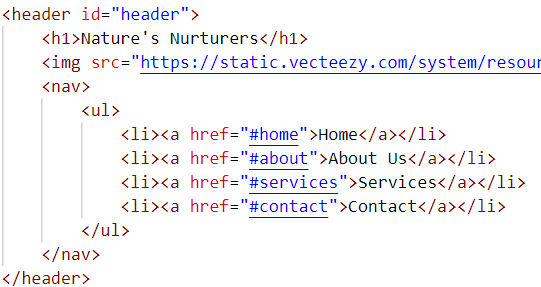 <header id="header">
<h1>Nature's Nurturers</h1>
<img src="https://static.vecteezy.com/system/resour
<nav>
<ul>
<li><a href="#home">Home</a></li>
<li><a href="#about">About Us</a></li>
<li><a href="#services">Services</a></li>
<li><a href="#contact">Contact</a></li>
</ul>
</nav>
</header>